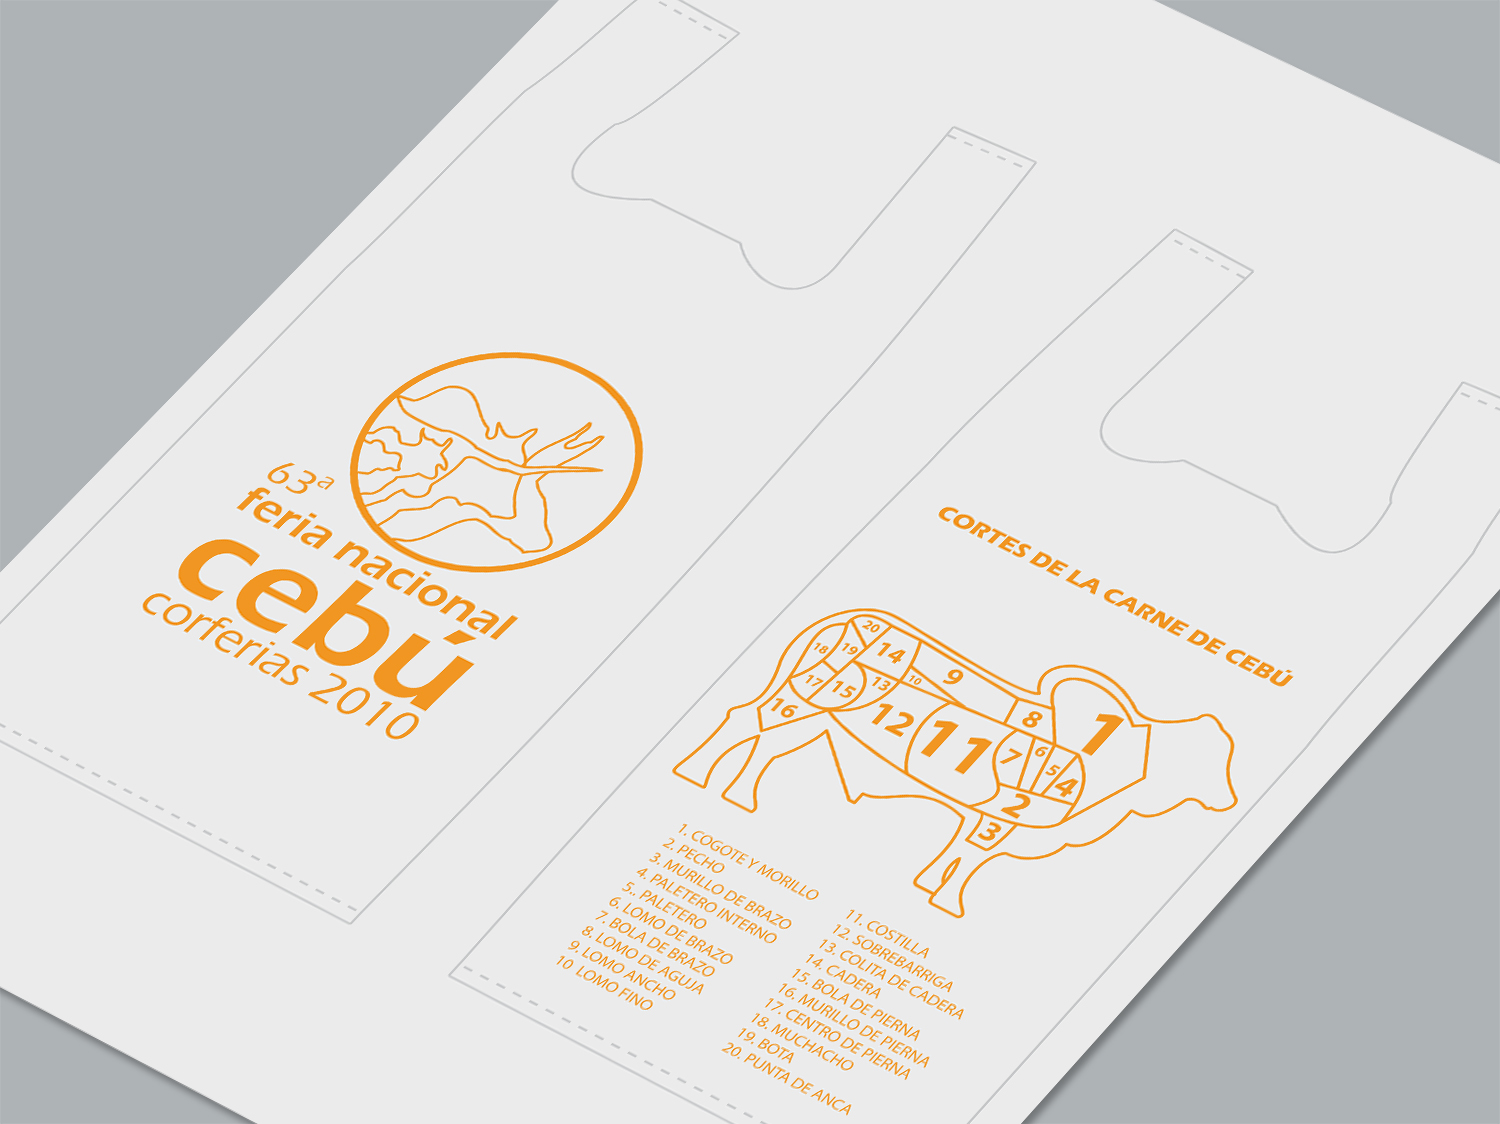 63ª
feria nacional
cebú
corferias 2010
CORTES DE LA CARNE DE CEBÚ
20
18
19
14
9
17
15
13
10
16
12
11
8
1
7
6
5
4
2
3
1. COGOTE Y MORILLO
2. PECHO
3. MURILLO DE BRAZO
4. PALETERO INTERNO
5.. PALETERO
6. LOMO DE BRAZO
7. BOLA DE BRAZO
8. LOMO DE AGUJA
9. LOMO ANCHO
10 LOMO FINO
11. COSTILLA
12. SOBREBARRIGA
13. COLITA DE CADERA
14. CADERA
15. BOLA DE PIERNA
16. MURILLO DE PIERNA
17. CENTRO DE PIERNA
18. MUCHACHO
19. BOTA
20. PUNTA DE ANCA